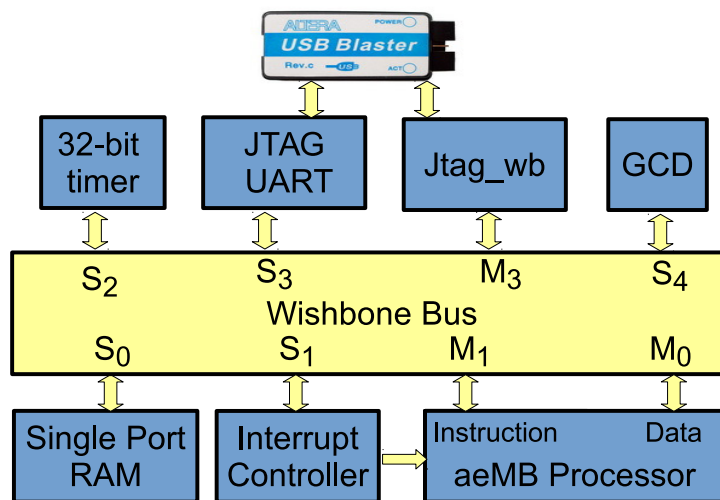 ALTERA
POWER
USB Blaster
Rev.c
USB
ACT
32-bit
timer
JTAG
UART
Jtag_wb
GCD
S2
S3
M3
S4
Wishbone Bus
S0
S1
M1
M0
Single Port
RAM
Interrupt
Controller
Instruction
Data
aeMB Processor